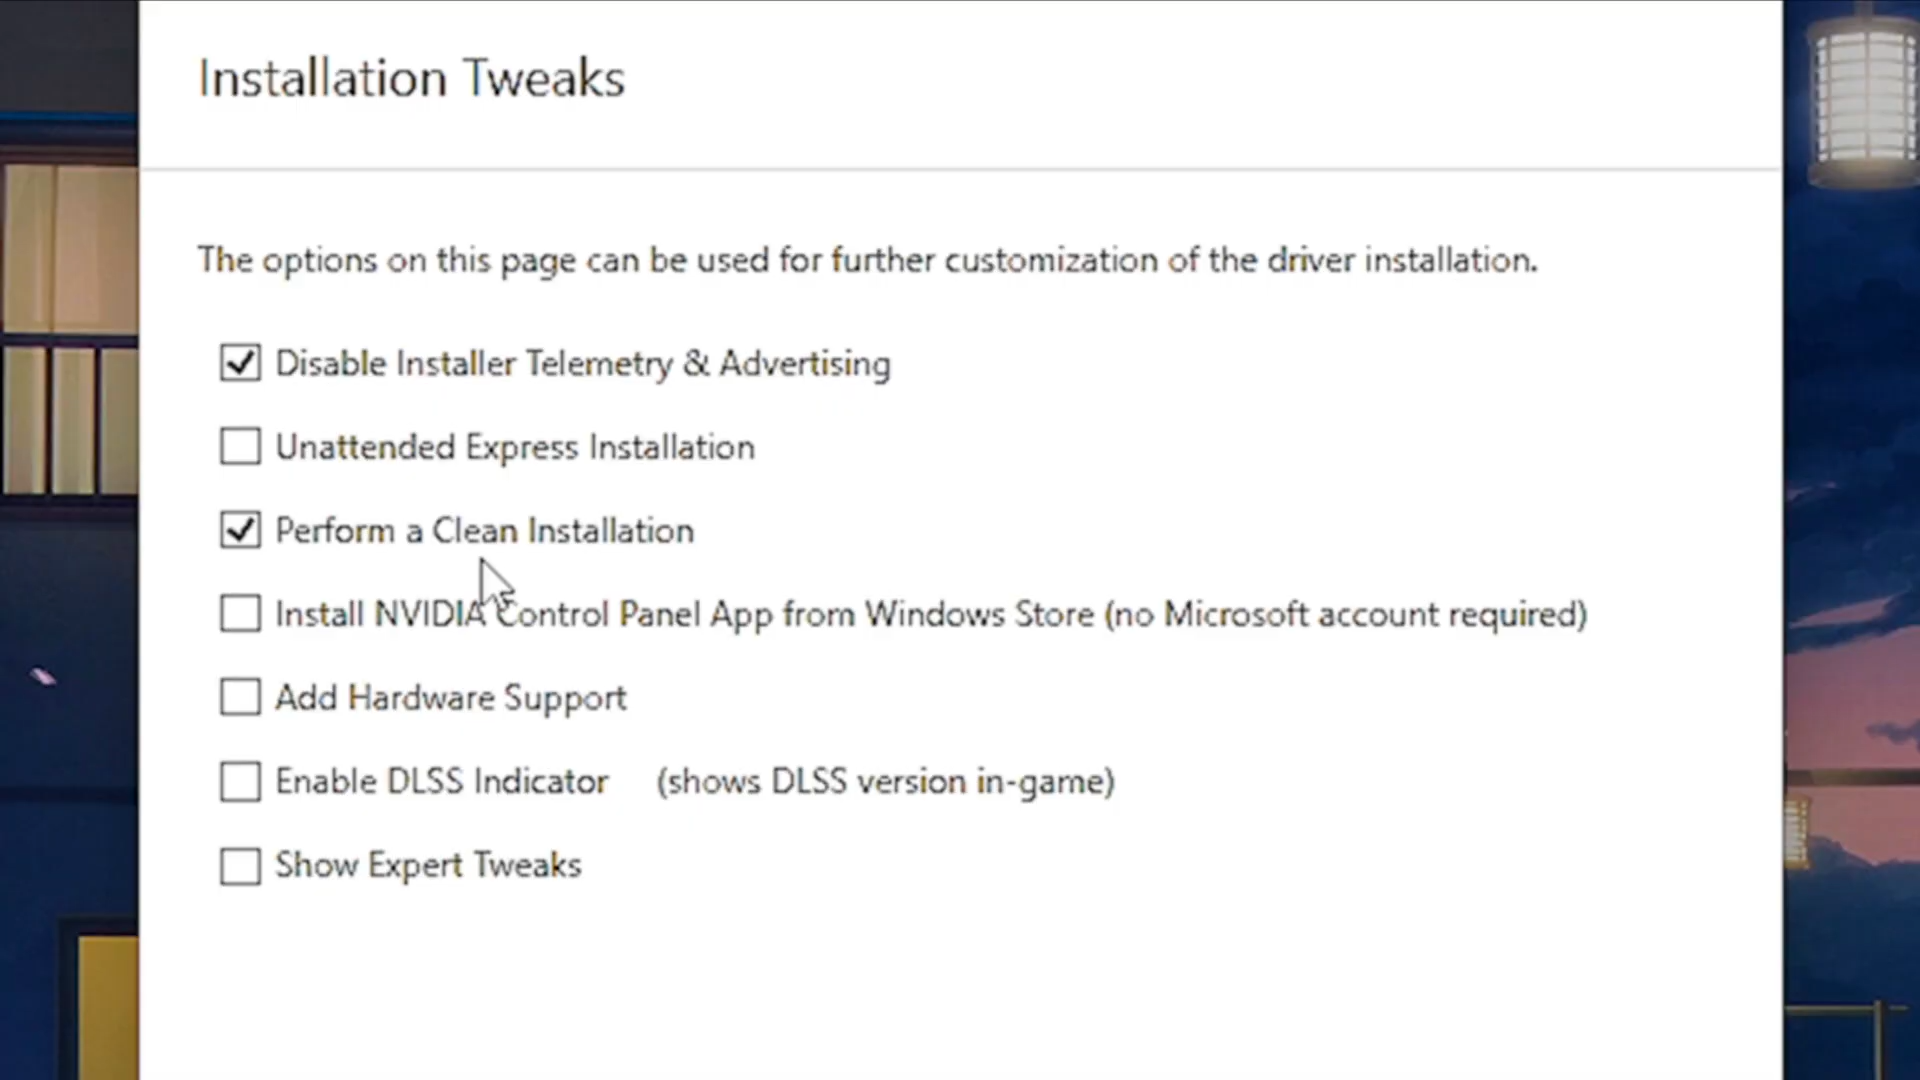 Installation Tweaks
The options on this page can be used for further customization of the driver installation.
Disable Installer Telemetry & Advertising
Unattended Express Installation
Perform a Clean Installation
Install NVIDIA Control Panel App from Windows Store (no Microsoft account required)
Add Hardware Support
Enable DLSS Indicator (shows DLSS version in-game)
Show Expert Tweaks